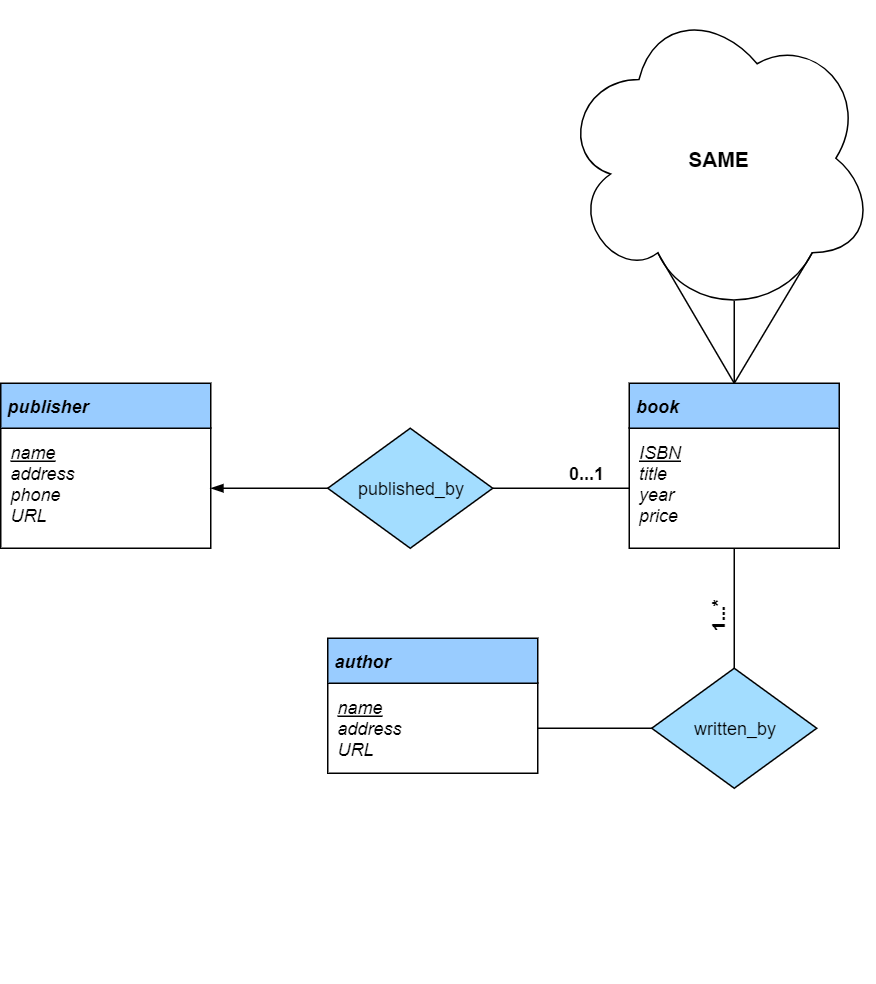 SAME
publisher
name
address
phone
URL
published_by
0...1
book
ISBN
title
year
price
1...*
author
name
address
URL
written_by